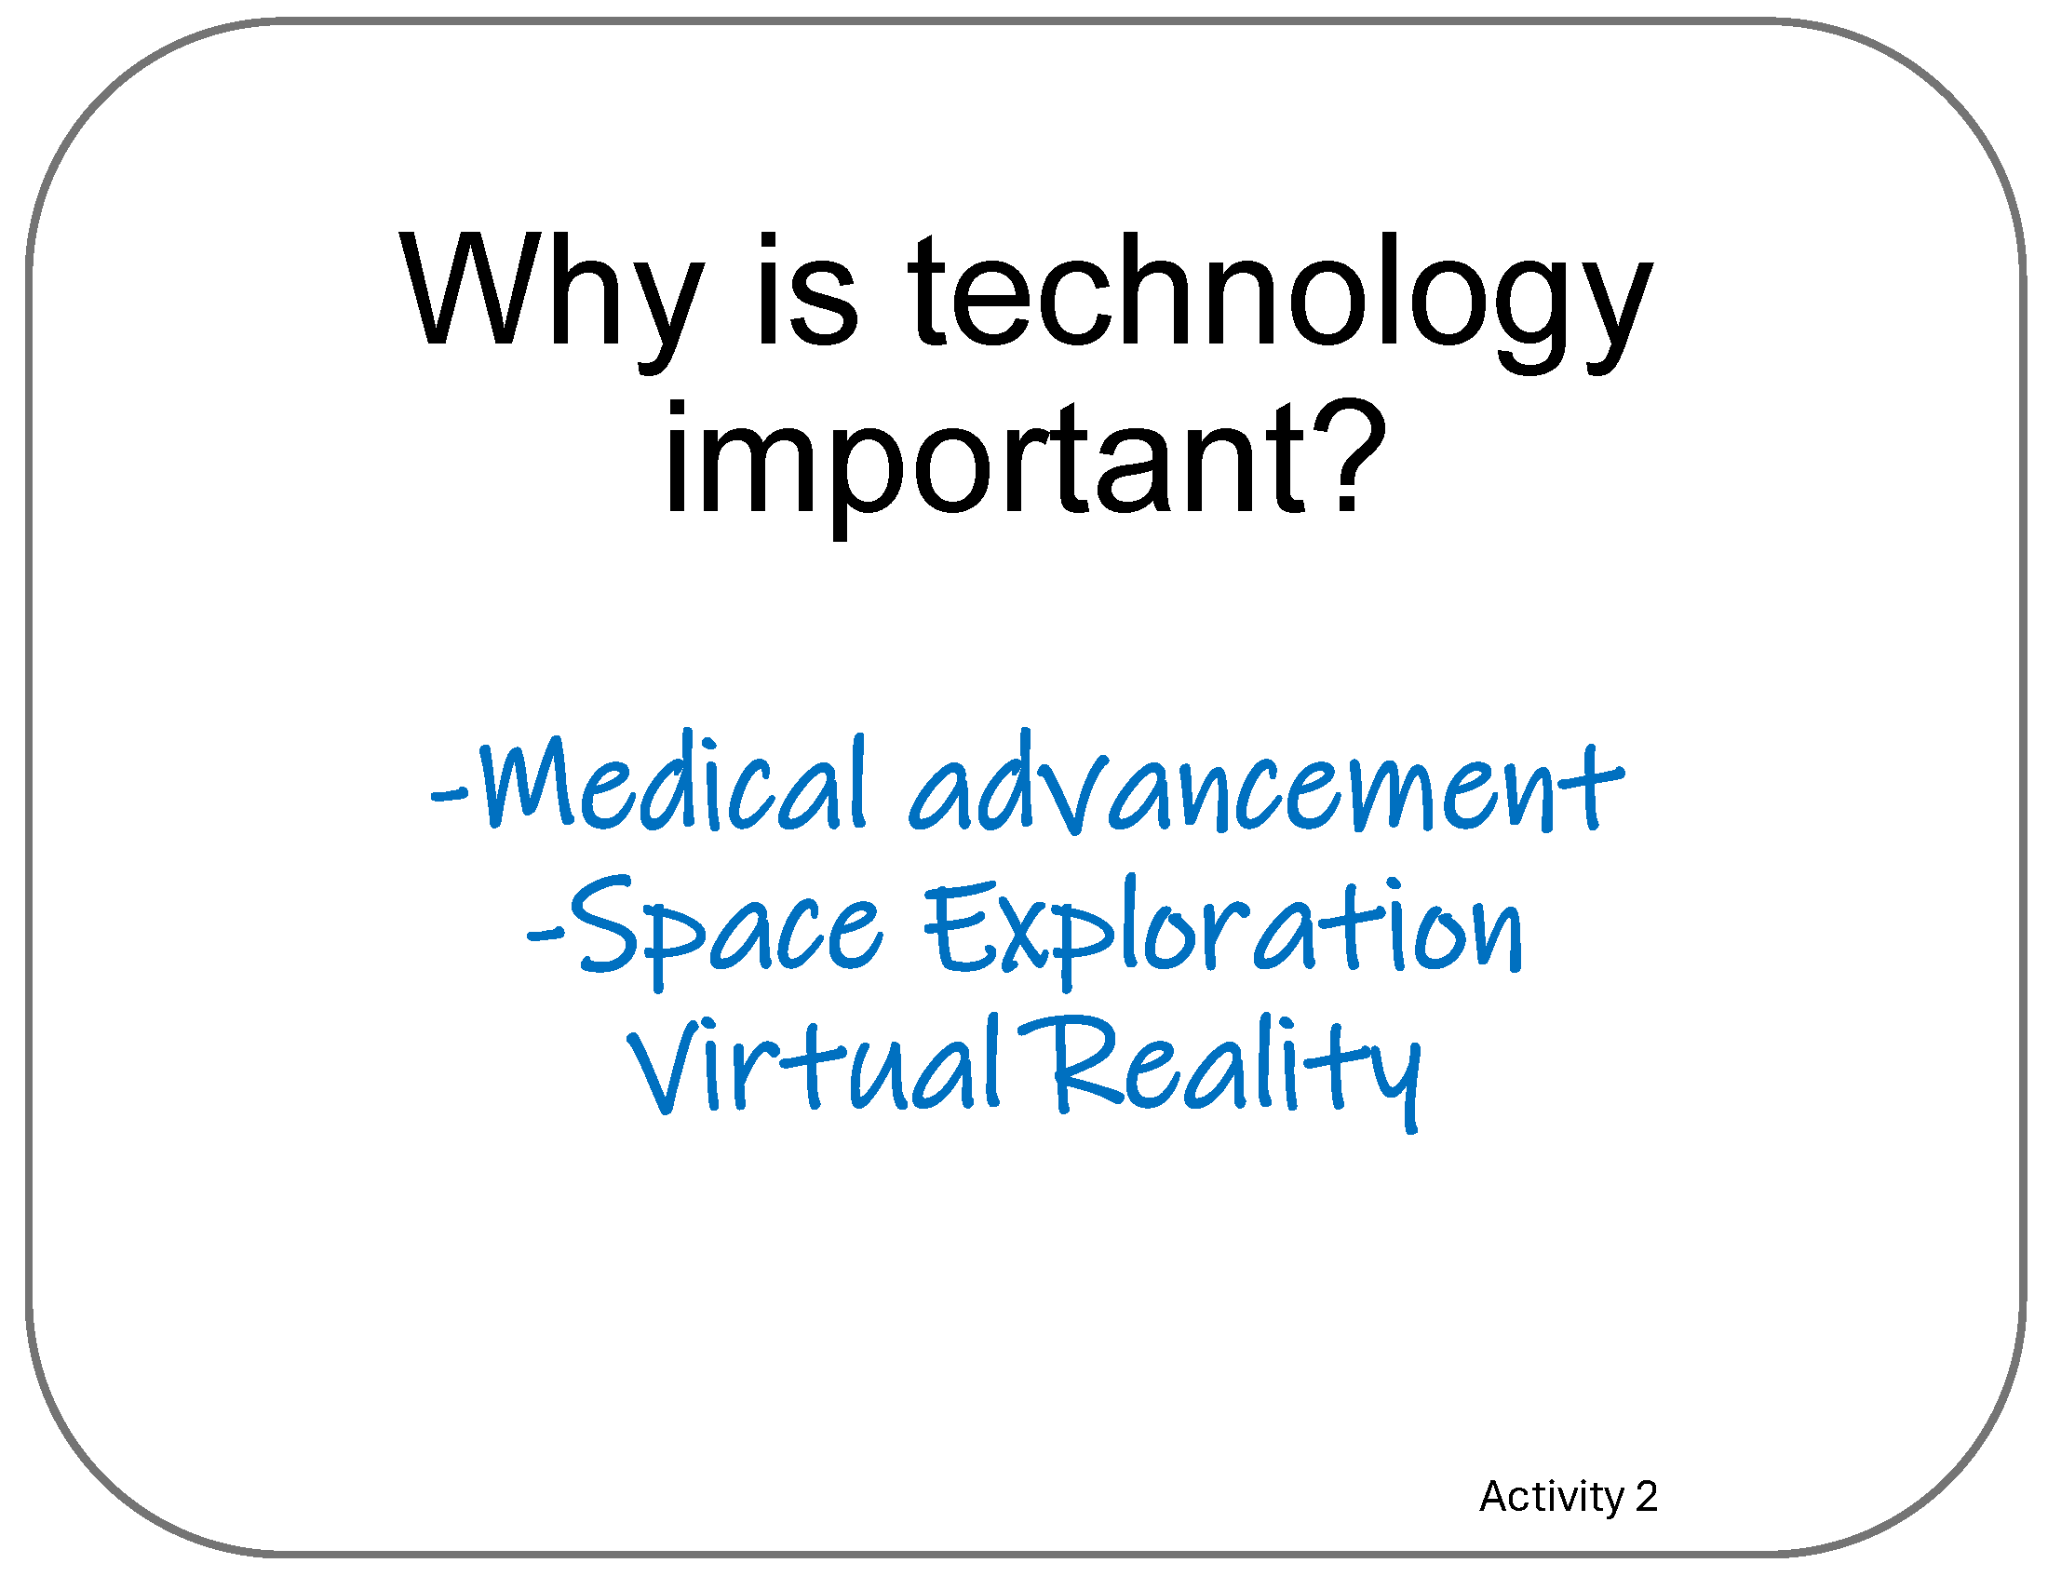 Why is technology
important?
-Medical advancement
-Space Exploration
Virtual Reality
Activity 2